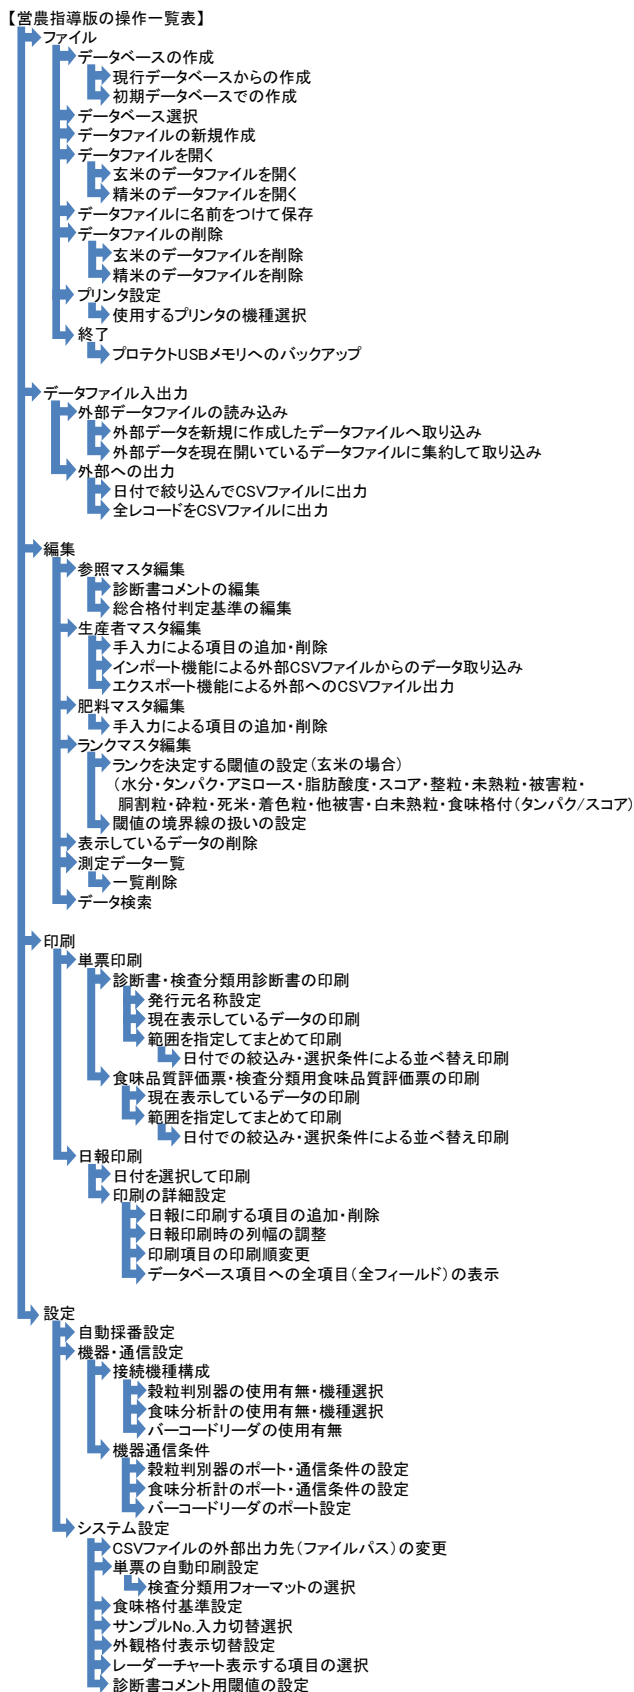 【営農指導版の操作一覧表】
ファイル
データベースの作成
現行データベースからの作成
初期データベースでの作成
データベース選択
データファイルの新規作成
データファイルを開く
玄米のデータファイルを開く
精米のデータファイルを開く
データファイルに名前をつけて保存
データファイルの削除
玄米のデータファイルを削除
精米のデータファイルを削除
プリンタ設定
使用するプリンタの機種選択
終了
プロテクトUSBメモリへのバックアップ
データファイル入出力
外部データファイルの読み込み
外部データを新規に作成したデータファイルへ取り込み
外部データを現在開いているデータファイルに集約して取り込み
外部への出力
日付で絞り込んでCSVファイルに出力
全レコードをCSVファイルに出力
編集
参照マスタ編集
診断書コメントの編集
総合格付判定基準の編集
生産者マスタ編集
手入力による項目の追加・削除
インポート機能による外部CSVファイルからのデータ取り込み
エクスポート機能による外部へのCSVファイル出力
肥料マスタ編集
手入力による項目の追加・削除
ランクマスタ編集
ランクを決定する閾値の設定(玄米の場合)
(水分・タンパク・アミロース・脂肪酸度・スコア・整粒・未熟粒・被害粒・
胴割粒・砕粒・死米・着色粒・他被害・白未熟粒・食味格付(タンパク/スコア)
閾値の境界線の扱いの設定
表示しているデータの削除
測定データ一覧
一覧削除
データ検索
印刷
単票印刷
診断書・検査分類用診断書の印刷
発行元名称設定
現在表示しているデータの印刷
範囲を指定してまとめて印刷
日付での絞込み・選択条件による並べ替え印刷
食味品質評価票・検査分類用食味品質評価票の印刷
現在表示しているデータの印刷
範囲を指定してまとめて印刷
日付での絞込み・選択条件による並べ替え印刷
日報印刷
日付を選択して印刷
印刷の詳細設定
日報に印刷する項目の追加・削除
日報印刷時の列幅の調整
印刷項目の印刷順変更
データベース項目への全項目(全フィールド)の表示
設定
自動採番設定
機器・通信設定
接続機種構成
穀粒判別器の使用有無・機種選択
食味分析計の使用有無・機種選択
バーコードリーダの使用有無
機器通信条件
穀粒判別器のポート・通信条件の設定
食味分析計のポート・通信条件の設定
バーコードリーダのポート設定
システム設定
CSVファイルの外部出力先(ファイルパス)の変更
単票の自動印刷設定
検査分類用フォーマットの選択
食味格付基準設定
サンプルNo.入力切替選択
外観格付表示切替設定
レーダーチャート表示する項目の選択
診断書コメント用閾値の設定